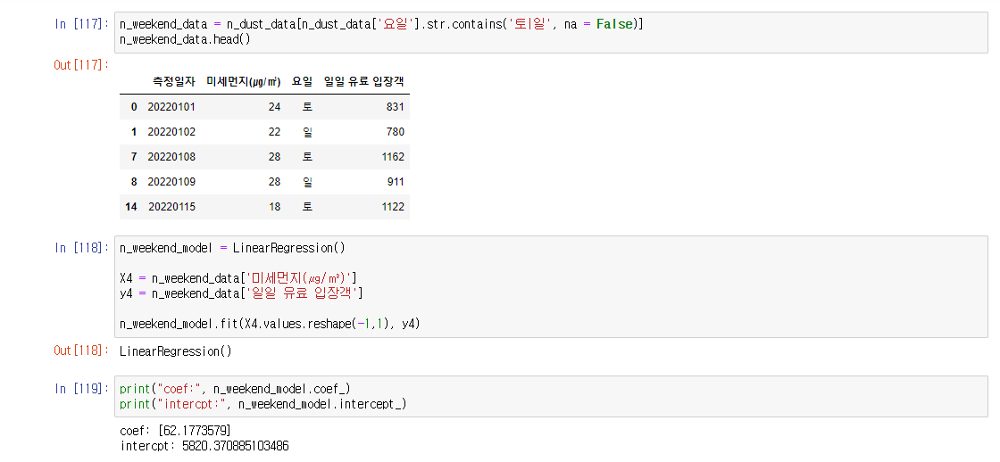 In [117]: n_weekend_data = n_dust_data[n_dust_data['요일'].str.contains('토|일', na = False)]
n_weekend_data.head()
Out[117]:
측정일자 미세먼지(㎍/㎥) 요일 일일 유료 입장객
0 20220101 24 토 831
1 20220102 22 일 780
7 20220108 28 토 1162
8 20220109 28 일 911
14 20220115 18 토 1122
In [118]: n_weekend_model = LinearRegression()
X4 = n_weekend_data['미세먼지(㎍/㎥)']
y4 = n_weekend_data['일일 유료 입장객']
n_weekend_model.fit(X4.values.reshape(-1,1), y4)
Out[118]: LinearRegression()
In [119]: print("coef:", n_weekend_model.coef_)
print("intercpt:", n_weekend_model.intercept_)
coef: [62.1773579]
intercpt: 5820.370885103486